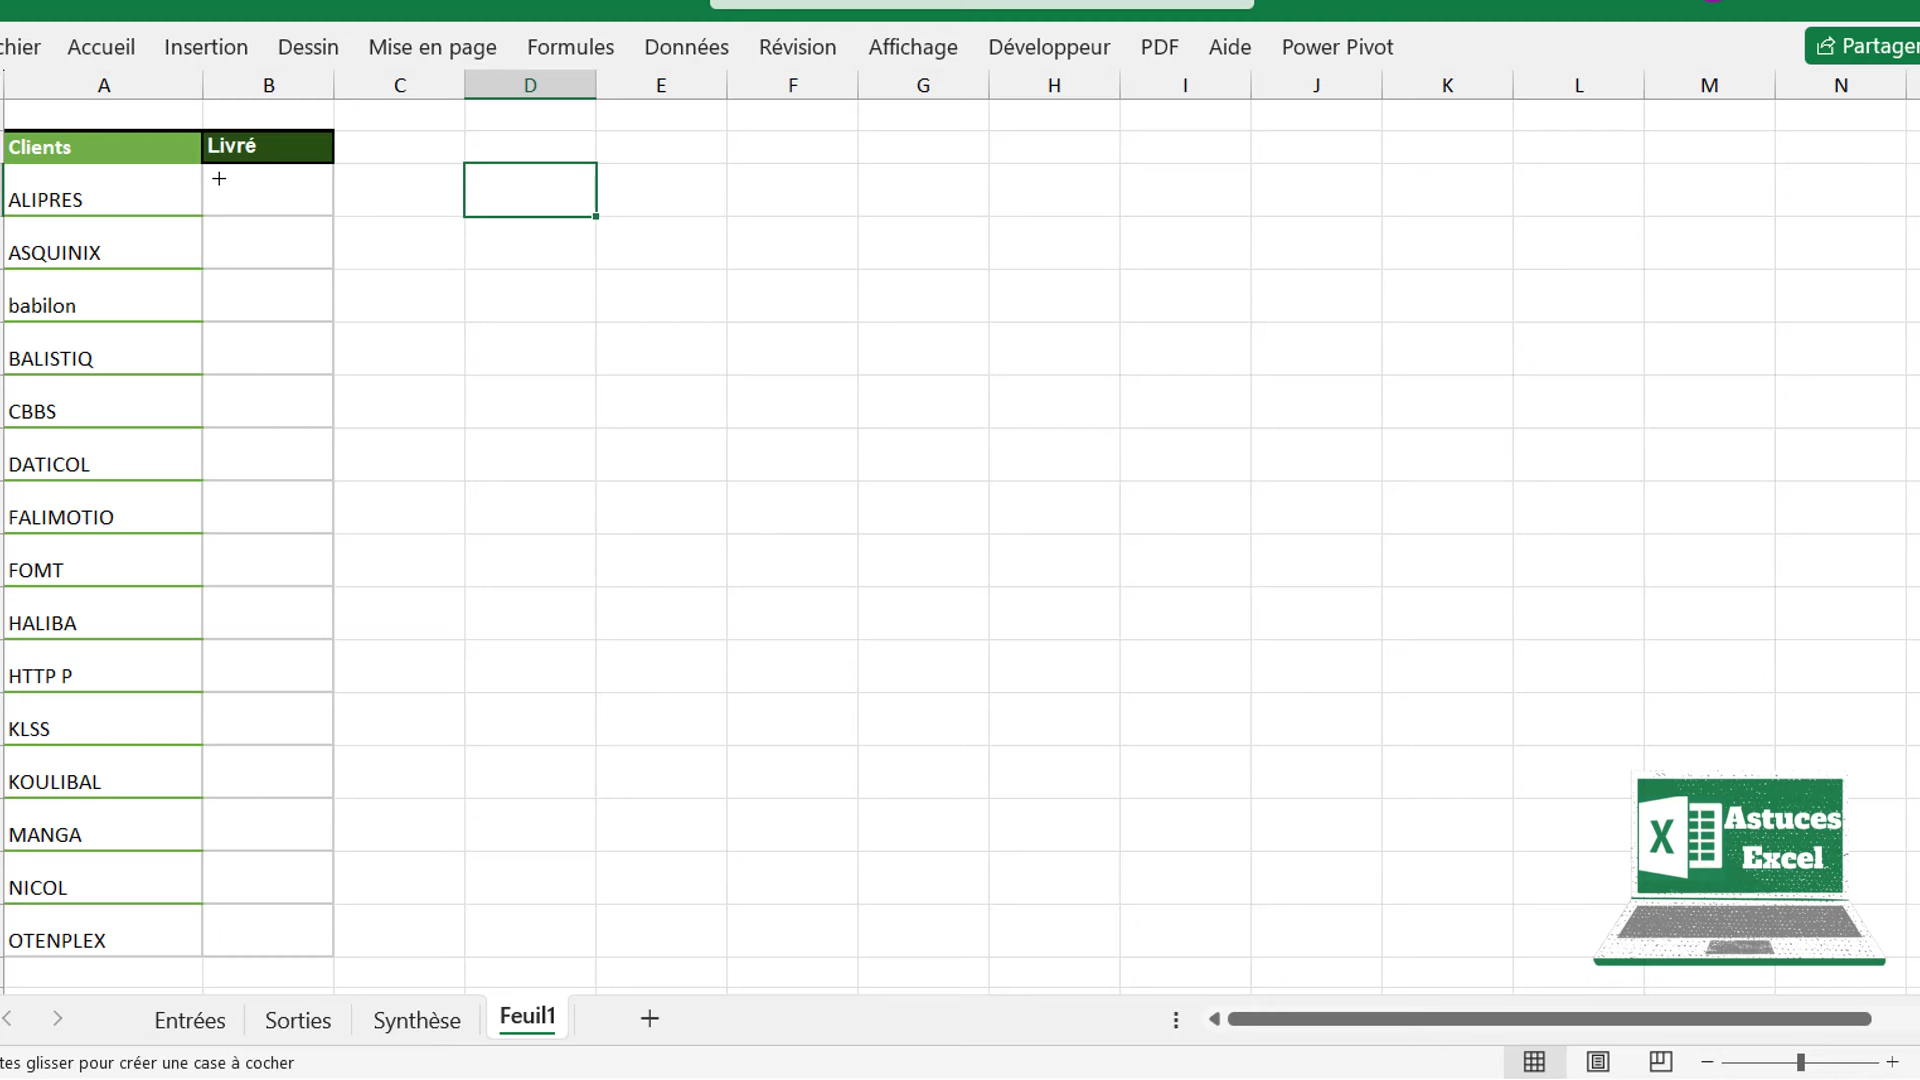 chier Accueil Insertion Dessin Mise en page Formules Données Révision Affichage Développeur PDF Aide Power Pivot Partager
A B C D E F G H I J K L M N
Clients Livré
ALIPRES
ASQUINIX
babilon
BALISTIQ
CBBS
DATICOL
FALIMOTIO
FOMT
HALIBA
HTTP P
KLSS
KOULIBAL
MANGA
NICOL
OTENPLEX
X Astuces
Excel
Entrées Sorties Synthèse Feuil1
tes glisser pour créer une case à cocher